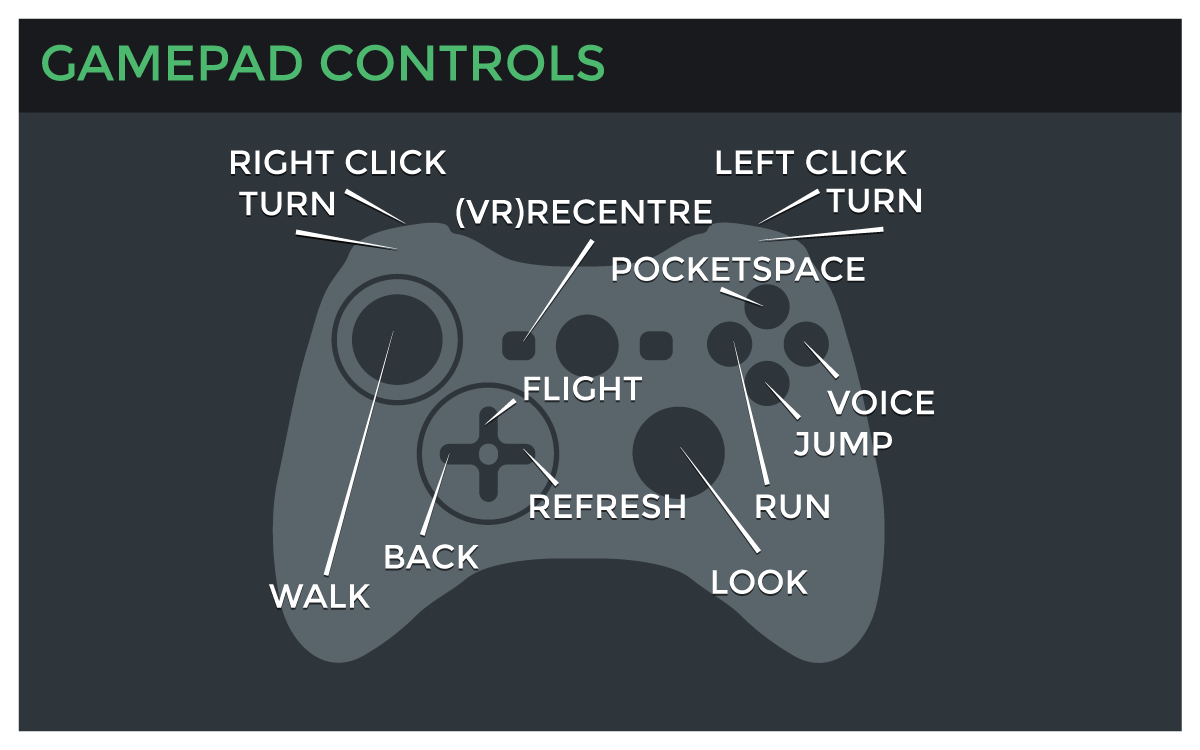 GAMEPAD CONTROLS
RIGHT CLICK
LEFT CLICK
TURN
TURN
(VR)RECENTRE
POCKETSPACE
FLIGHT
VOICE
JUMP
REFRESH
RUN
BACK
LOOK
WALK